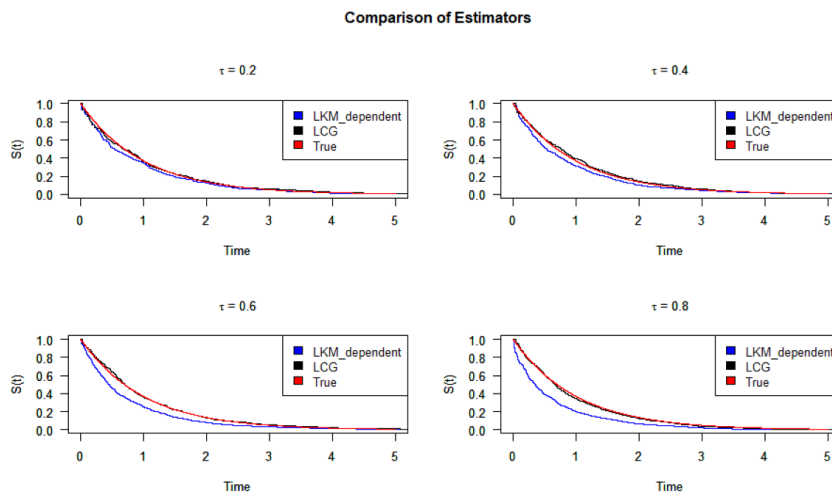 Comparison of Estimators
τ = 0.2
τ = 0.4
1.0
0.8
0.6
0.4
0.2
0.0
S(t)
LKM_dependent
LCG
True
0 1 2 3 4 5
Time
1.0
0.8
0.6
0.4
0.2
0.0
S(t)
LKM_dependent
LCG
True
0 1 2 3 4 5
Time
τ = 0.6
τ = 0.8
1.0
0.8
0.6
0.4
0.2
0.0
S(t)
LKM_dependent
LCG
True
0 1 2 3 4 5
Time
1.0
0.8
0.6
0.4
0.2
0.0
S(t)
LKM_dependent
LCG
True
0 1 2 3 4 5
Time